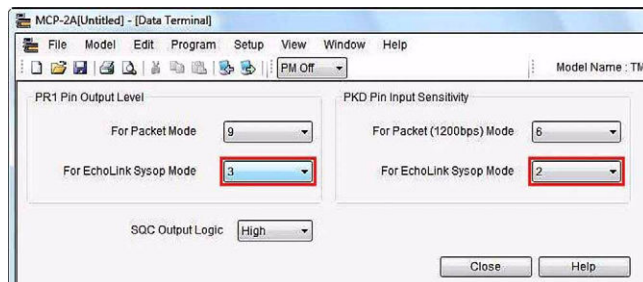 MCP-2A[Untitled] - [Data Terminal]
File Model Edit Program Setup View Window Help
PM Off Model Name : TM
PR1 Pin Output Level PKD Pin Input Sensitivity
For Packet Mode 9 For Packet (1200bps) Mode 6
For EchoLink Sysop Mode 3 For EchoLink Sysop Mode 2
SQC Output Logic High
Close Help